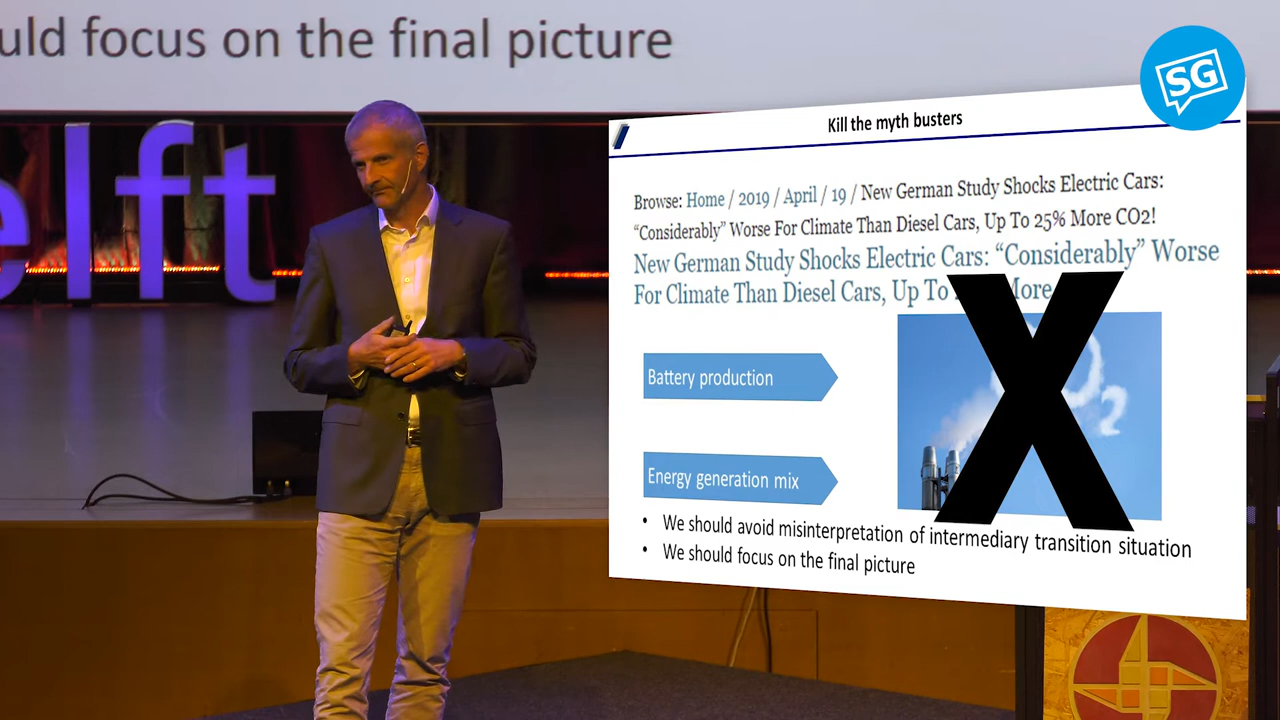 uld focus on the final picture
SG
elft
Kill the myth busters
Browse: Home / 2019 / April / 19 / New German Study Shocks Electric Cars:
“Considerably” Worse For Climate Than Diesel Cars, Up To 25% More CO2!
New German Study Shocks Electric Cars: “Considerably” Worse
For Climate Than Diesel Cars, Up To More
Battery production
Energy generation mix
• We should avoid misinterpretation of intermediary transition situation
• We should focus on the final picture
CO2
X